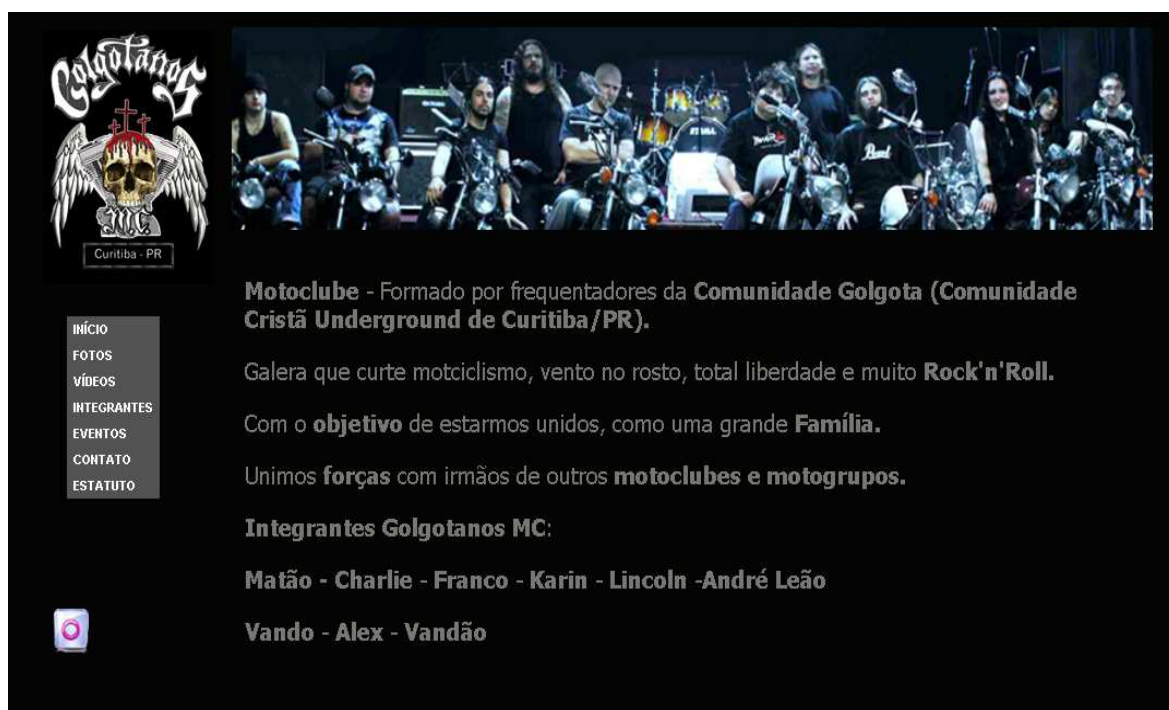 Golgotanos
M.C.
Curitiba - PR
INÍCIO
FOTOS
VÍDEOS
INTEGRANTES
EVENTOS
CONTATO
ESTATUTO
TAMA
Pearl
Motoclube - Formado por frequentadores da Comunidade Golgota (Comunidade
Cristã Underground de Curitiba/PR).
Galera que curte motciclismo, vento no rosto, total liberdade e muito Rock'n'Roll.
Com o objetivo de estarmos unidos, como uma grande Família.
Unimos forças com irmãos de outros motoclubes e motogrupos.
Integrantes Golgotanos MC:
Matão - Charlie - Franco - Karin - Lincoln -André Leão
Vando - Alex - Vandão